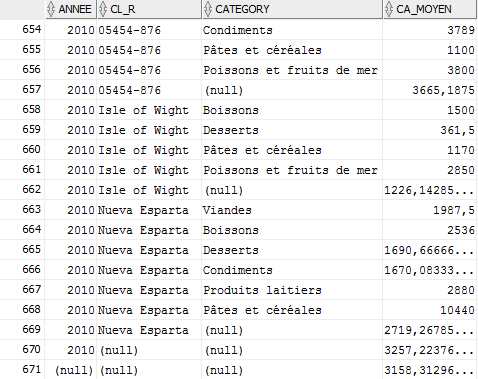 ANNEE CL_R CATEGORY CA_MOYEN
654 2010 05454-876 Condiments 3789
655 2010 05454-876 Pâtes et céréales 1100
656 2010 05454-876 Poissons et fruits de mer 3800
657 2010 05454-876 (null) 3665,1875
658 2010 Isle of Wight Boissons 1500
659 2010 Isle of Wight Desserts 361,5
660 2010 Isle of Wight Pâtes et céréales 1170
661 2010 Isle of Wight Poissons et fruits de mer 2850
662 2010 Isle of Wight (null) 1226,14285...
663 2010 Nueva Esparta Viandes 1987,5
664 2010 Nueva Esparta Boissons 2536
665 2010 Nueva Esparta Desserts 1690,66666...
666 2010 Nueva Esparta Condiments 1670,08333...
667 2010 Nueva Esparta Produits laitiers 2880
668 2010 Nueva Esparta Pâtes et céréales 10440
669 2010 Nueva Esparta (null) 2719,26785...
670 2010 (null) (null) 3257,22376...
671 (null) (null) (null) 3158,31296...